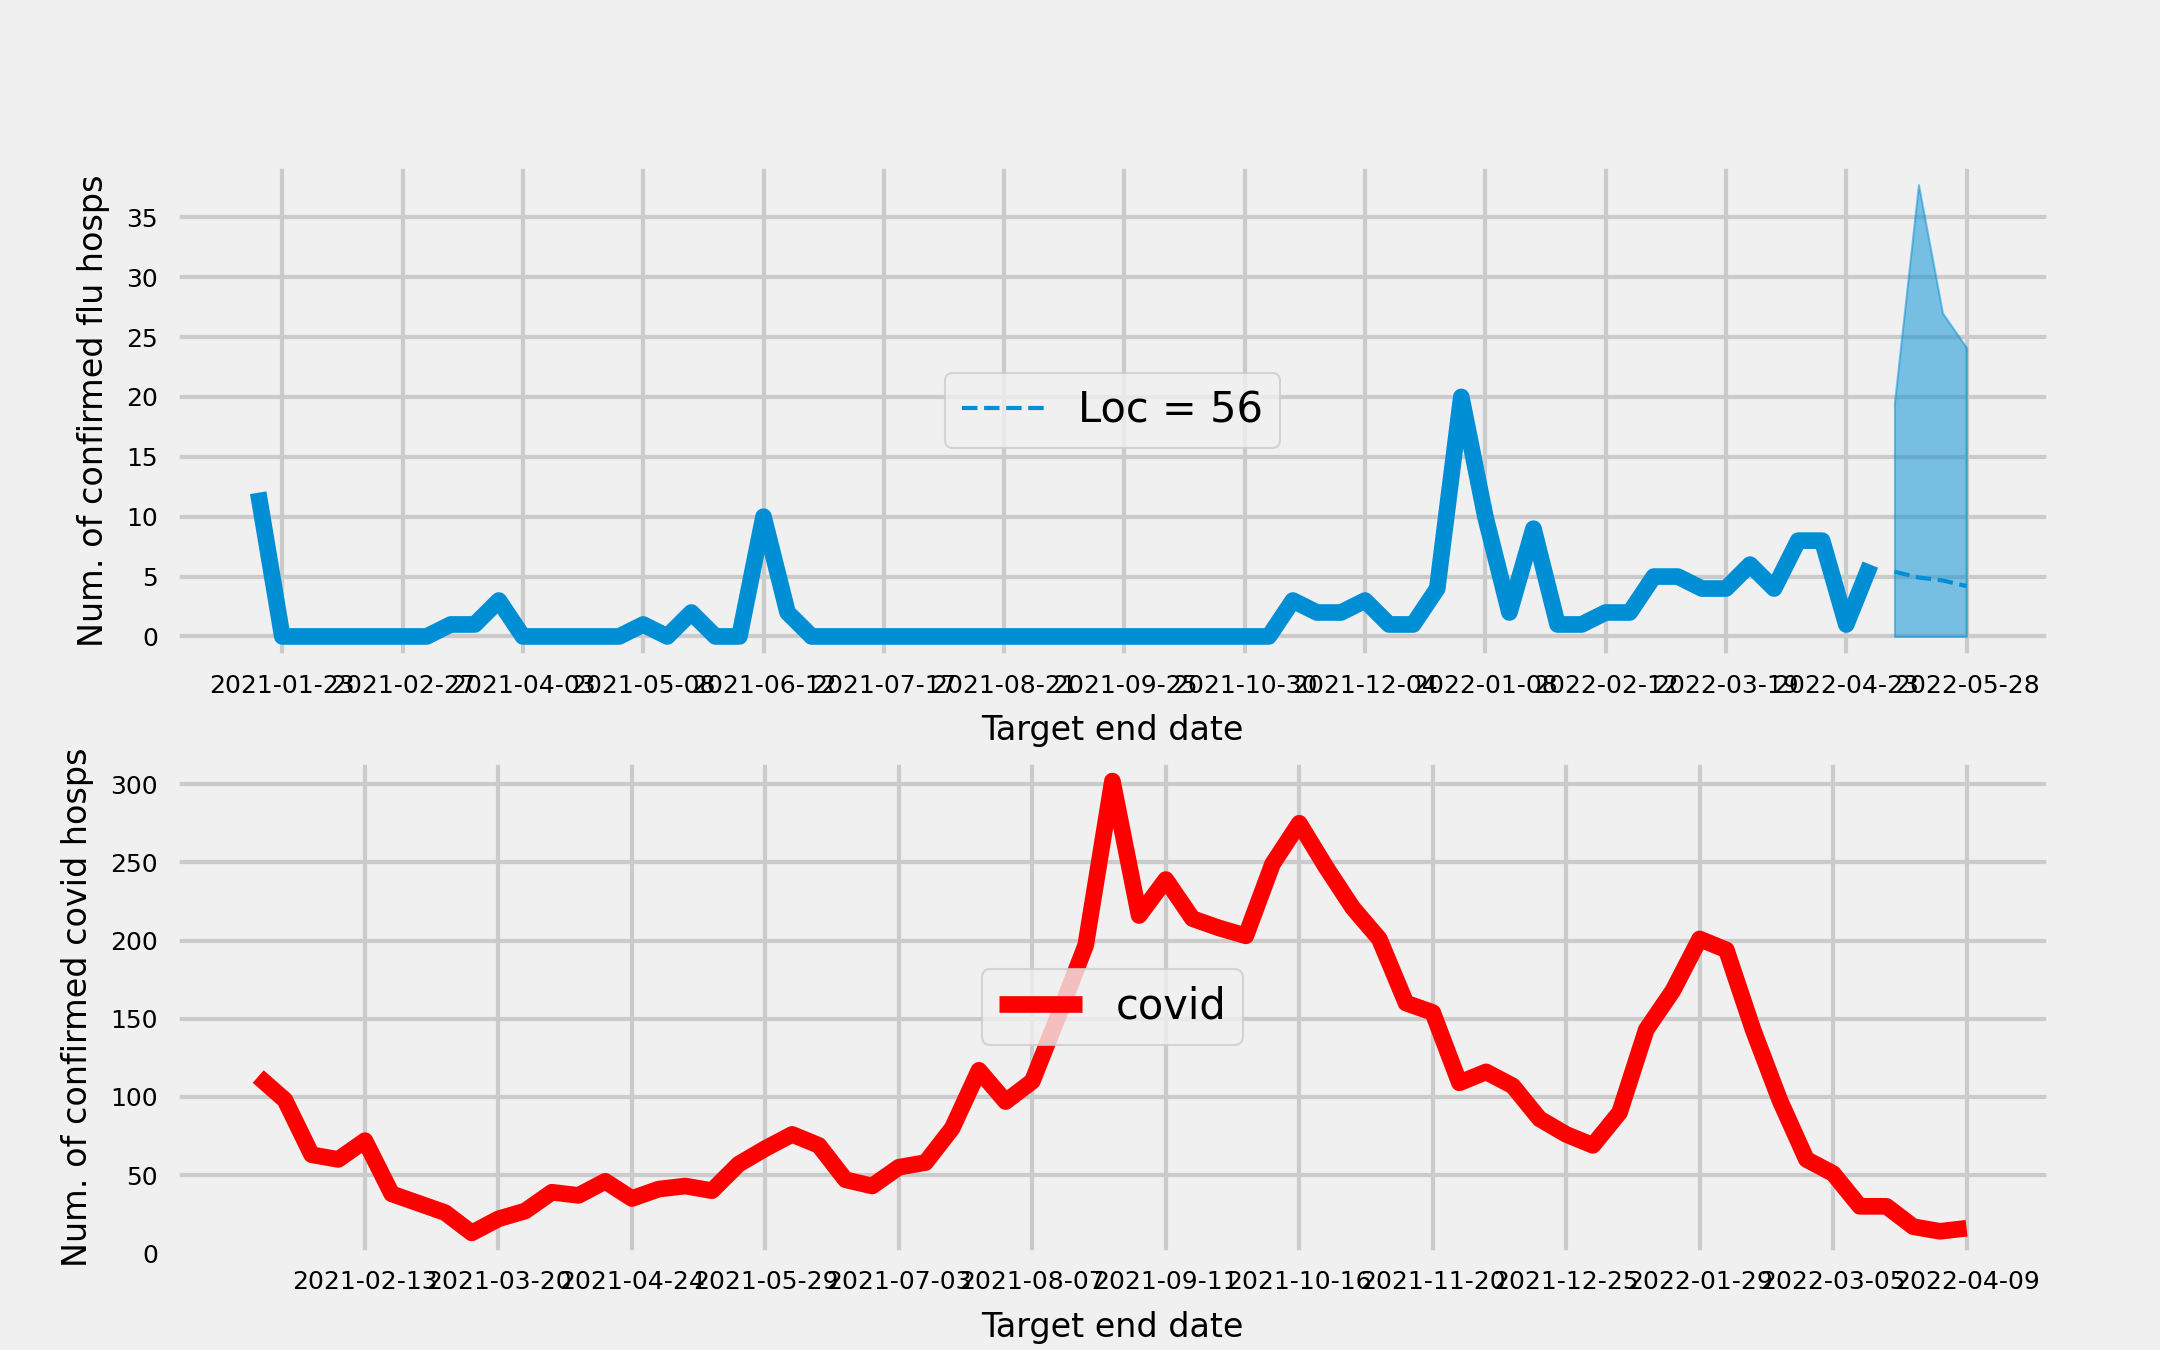 Num. of confirmed flu hosps
35
30
25
20
15
10
5
0
Loc = 56
2021-01-23 2021-02-27 2021-04-03 2021-05-08 2021-06-12 2021-07-17 2021-08-21 2021-09-25 2021-10-30 2021-12-04 2022-01-08 2022-02-12 2022-03-19 2022-04-23 2022-05-28
Target end date
Num. of confirmed covid hosps
300
250
200
150
100
50
0
covid
2021-02-13 2021-03-20 2021-04-24 2021-05-29 2021-07-03 2021-08-07 2021-09-11 2021-10-16 2021-11-20 2021-12-25 2022-01-29 2022-03-05 2022-04-09
Target end date